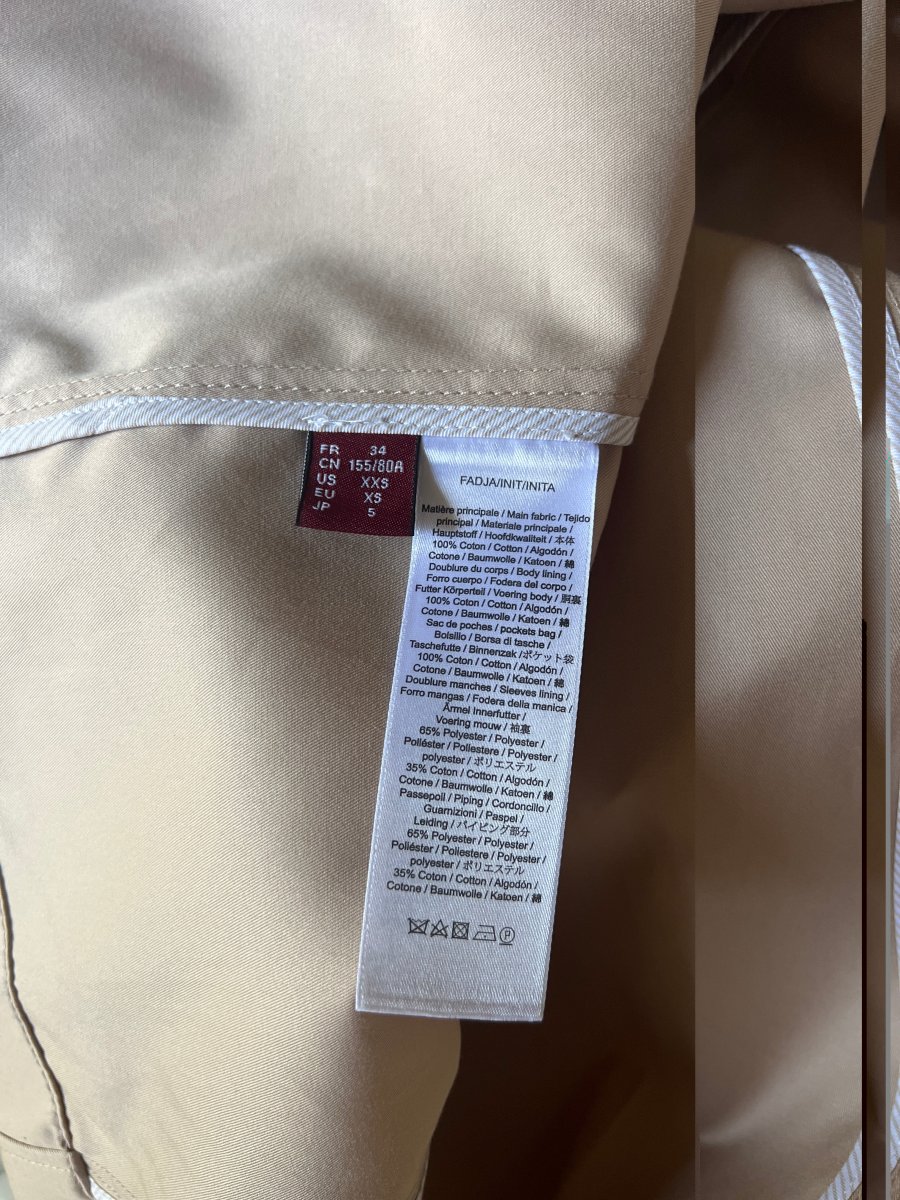 FR 34
CN 155/80A
US XXS
EU XS
JP 5
FADJA/INIT/INITA
Matière principale / Main fabric / Tejido
principal / Materiale principale /
Hauptstoff / Hoofdkwaliteit / 本体
100% Coton / Cotton / Algodón /
Cotone / Baumwolle / Katoen / 綿
Doublure du corps / Body lining /
Forro cuerpo / Fodera del corpo /
Futter Körperteil / Voering body / 胴裏
100% Coton / Cotton / Algodón /
Cotone / Baumwolle / Katoen / 綿
Sac de poches / pockets bag /
Bolsillo / Borsa di tasche /
Taschefutte / Binnenzak /ポケット袋
100% Coton / Cotton / Algodón /
Cotone / Baumwolle / Katoen / 綿
Doublure manches / Sleeves lining /
Forro mangas / Fodera della manica /
Ärmel innerfutter /
Voering mouw / 袖裏
65% Polyester / Polyester /
Poliéster / Poliestere / Polyester /
polyester / ポリエステル
35% Coton / Cotton / Algodón /
Cotone / Baumwolle / Katoen / 綿
Passepoil / Piping / Cordoncillo /
Guarnizioni / Paspel /
Leiding / パイピング部分
65% Polyester / Polyester /
Poliéster / Poliestere / Polyester /
polyester / ポリエステル
35% Coton / Cotton / Algodón /
Cotone / Baumwolle / Katoen / 綿
P